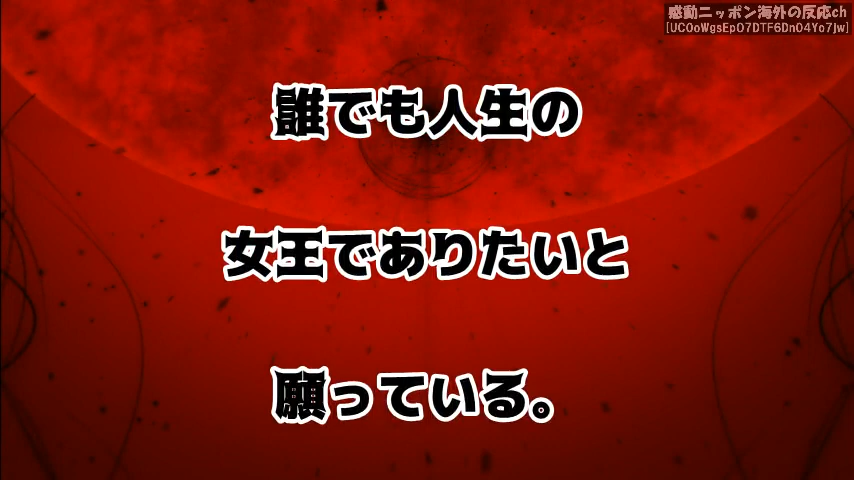 感動ニッポン海外の反応ch
[UCOoWgsEpO7DTF6DnO4Yo7jw]
誰でも人生の
女王でありたいと
願っている。